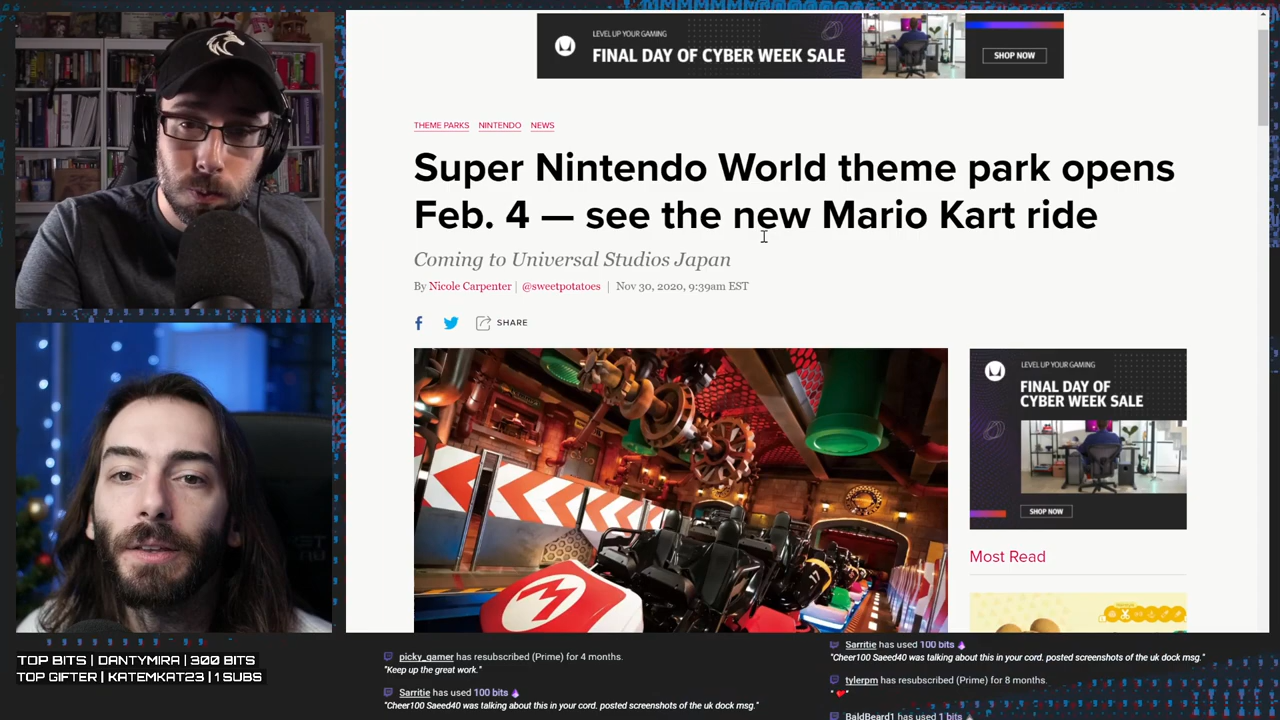 LEVEL UP YOUR GAMING
FINAL DAY OF CYBER WEEK SALE
SHOP NOW
THEME PARKS NINTENDO NEWS
Super Nintendo World theme park opens
Feb. 4 — see the new Mario Kart ride
Coming to Universal Studios Japan
By Nicole Carpenter | @sweetpotatoes | Nov 30, 2020, 9:39am EST
SHARE
LEVEL UP YOUR GAMING
FINAL DAY OF
CYBER WEEK SALE
SHOP NOW
Most Read
M
TOP BITS | DANTYMIRA | 300 BITS
TOP GIFTER | KATEMKAT23 | 1 SUBS
picky_gamer has resubscribed (Prime) for 4 months.
"Keep up the great work."
Sarritie has used 100 bits
"Cheer100 Saeed40 was talking about this in your cord. posted screenshots of the uk dock msg."
Sarritie has used 100 bits
"Cheer100 Saeed40 was talking about this in your cord. posted screenshots of the uk dock msg."
tylerpm has resubscribed (Prime) for 8 months.
" ❤️"
BaldBeard1 has used 1 bits